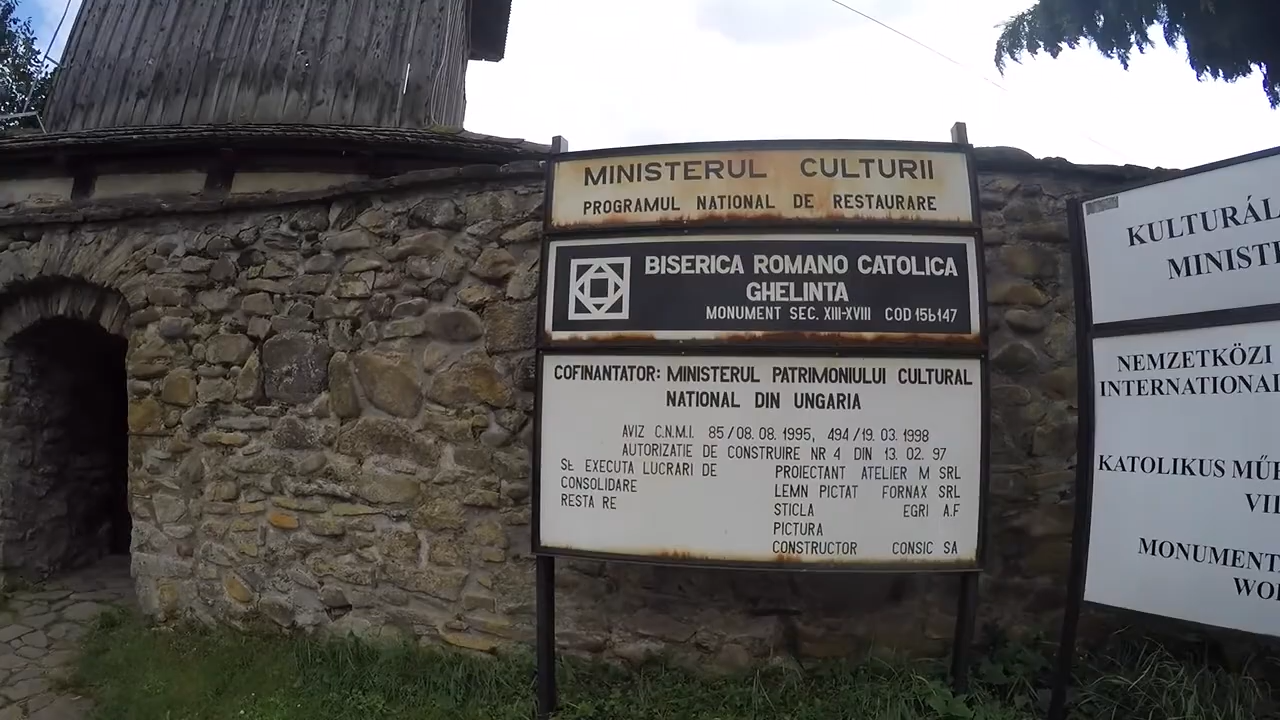 MINISTERUL CULTURII
PROGRAMUL NATIONAL DE RESTAURARE
BISERICA ROMANO CATOLICA
GHELINTA
MONUMENT SEC. XIII-XVIII COD 15b147
COFINANTATOR: MINISTERUL PATRIMONIULUI CULTURAL
NATIONAL DIN UNGARIA
AVIZ C.N.M.I. 85/08.08.1995, 494/19.03.1998
AUTORIZATIE DE CONSTRUIRE NR 4 DIN 13.02.97
SE EXECUTA LUCRARI DE
CONSOLIDARE
RESTA RE
PROIECTANT ATELIER M SRL
LEMN PICTAT FORNAX SRL
STICLA EGRI A.F
PICTURA
CONSTRUCTOR CONSIC SA
KULTURÁL
MINISTE
NEMZETKÖZI
INTERNATIONAL
KATOLIKUS MŰE
VIL
MONUMENT
WO